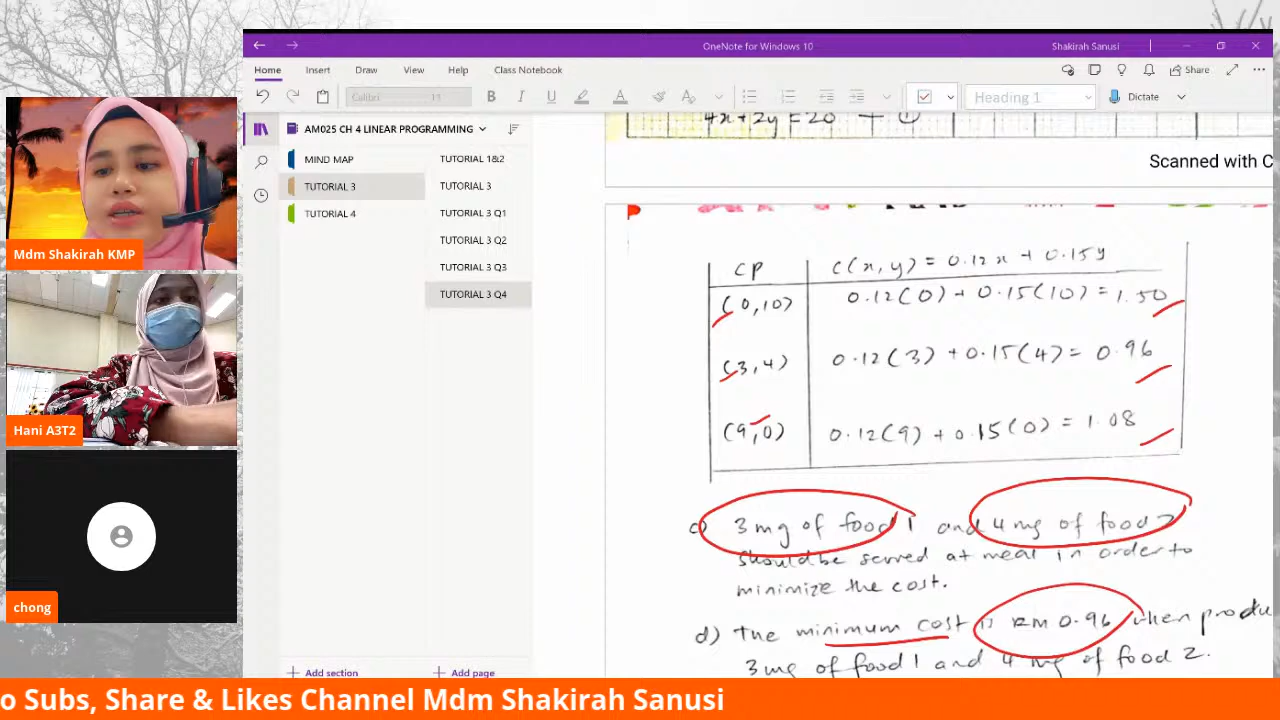 OneNote for Windows 10
Shakirah Sanusi
Home Insert Draw View Help Class Notebook
Share
Calibri 11 B I U A Heading 1 Dictate
AM025 CH 4 LINEAR PROGRAMMING
MIND MAP
TUTORIAL 3
TUTORIAL 4
TUTORIAL 1&2
TUTORIAL 3
TUTORIAL 3 Q1
TUTORIAL 3 Q2
TUTORIAL 3 Q3
TUTORIAL 3 Q4
Add section
Add page
4x+2y=20 — ①
Scanned with C
CP C(x,y) = 0.12x + 0.15y
(0,10) 0.12(0) + 0.15(10) = 1.50
(3,4) 0.12(3) + 0.15(4) = 0.96
(9,0) 0.12(9) + 0.15(0) = 1.08
c) 3mg of food 1 and 4 mg of food 2
should be served at meal in order to
minimize the cost.
d) The minimum cost is RM 0.96 when produ
3mg of food 1 and 4 mg of food 2.
Mdm Shakirah KMP
Hani A3T2
chong
o Subs, Share & Likes Channel Mdm Shakirah Sanusi